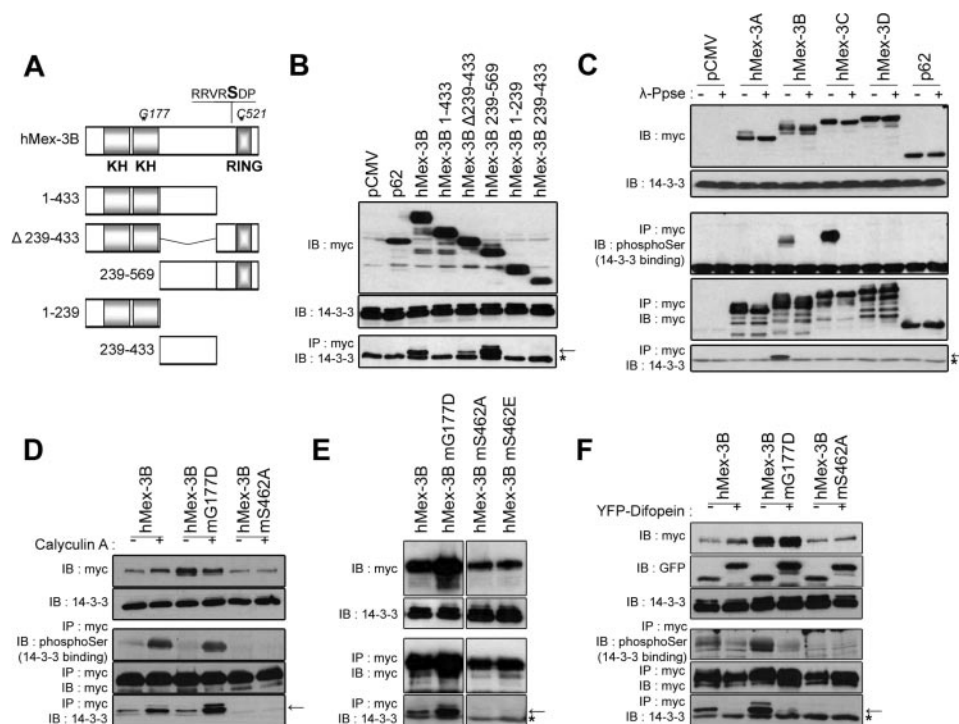 A
RRVRSDP
G177
C521
hMex-3B
KH KH RING
1-433
Δ 239-433
239-569
1-239
239-433
B
pCMV
p62
hMex-3B
hMex-3B 1-433
hMex-3B Δ239-433
hMex-3B 239-569
hMex-3B 1-239
hMex-3B 239-433
IB : myc
IB : 14-3-3
IP : myc
IB : 14-3-3
←
*
C
pCMV
hMex-3A
hMex-3B
hMex-3C
hMex-3D
p62
λ-Ppse : - + - + - + - + - + - +
IB : myc
IB : 14-3-3
IP : myc
IB : phosphoSer
(14-3-3 binding)
IP : myc
IB : myc
IP : myc
IB : 14-3-3
←
*
D
hMex-3B
hMex-3B
mG177D
hMex-3B
mS462A
Calyculin A : - + - + - +
IB : myc
IB : 14-3-3
IP : myc
IB : phosphoSer
(14-3-3 binding)
IP : myc
IB : myc
IP : myc
IB : 14-3-3
←
E
hMex-3B
hMex-3B mG177D
hMex-3B mS462A
hMex-3B mS462E
IB : myc
IB : 14-3-3
IP : myc
IB : myc
IP : myc
IB : 14-3-3
←
*
F
hMex-3B
hMex-3B
mG177D
hMex-3B
mS462A
YFP-Difopein : - + - + - +
IB : myc
IB : GFP
IB : 14-3-3
IP : myc
IB : phosphoSer
(14-3-3 binding)
IP : myc
IB : myc
IP : myc
IB : 14-3-3
←
*